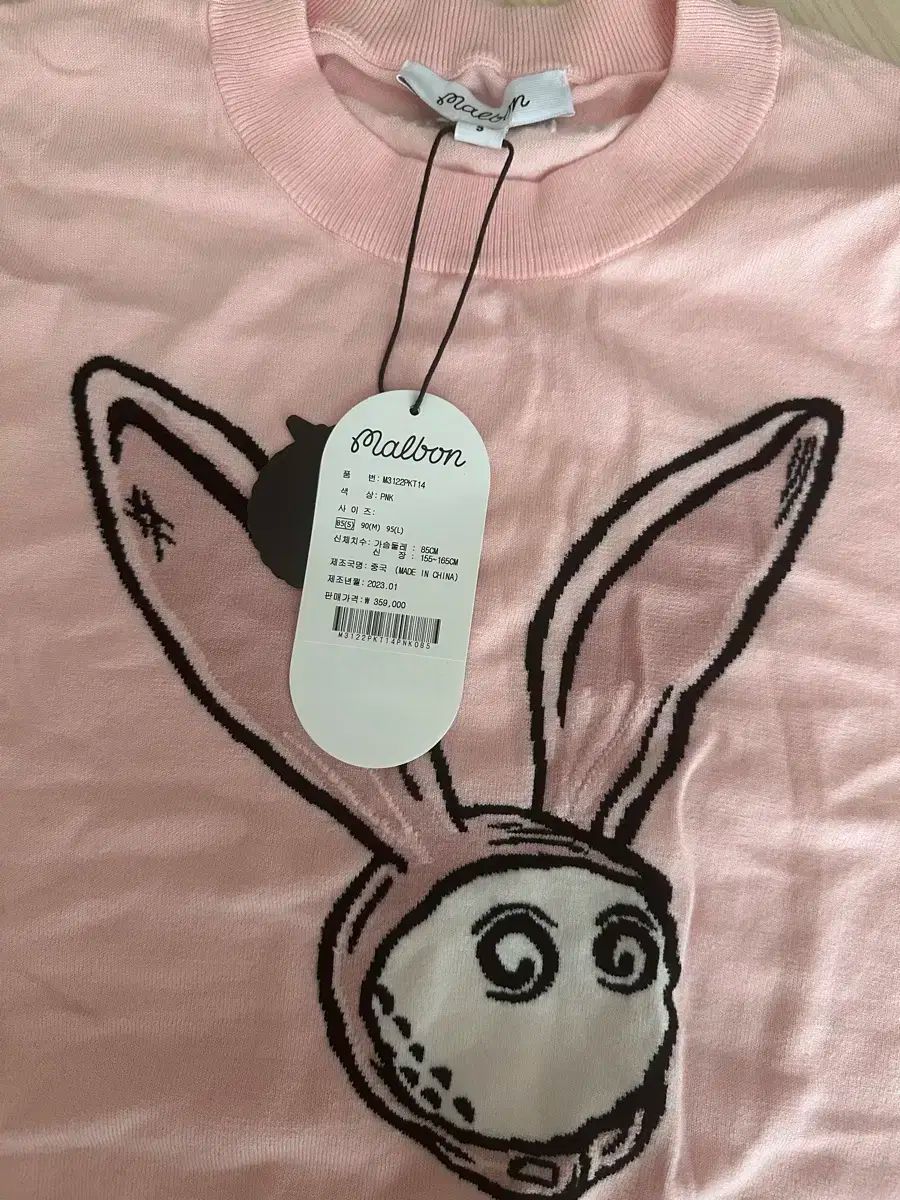 malbon
S
malbon
품 번: M3122PKT14
색 상: PNK
사 이 즈:
85(S) 90(M) 95(L)
신체치수: 가슴둘레 : 85CM
신 장 : 155~165CM
제조국명: 중국 (MADE IN CHINA)
제조년월: 2023.01
판매가격: ₩ 359,000
M3122PKT14PNK085